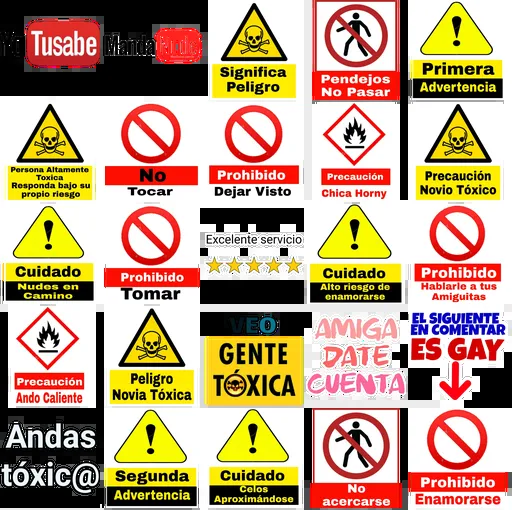 Yo Tusabe Manda
Significa
Peligro
Pendejos
No Pasar
Primera
Advertencia
Persona Altamente
Toxica
Responda bajo su
propio riesgo
No
Tocar
Prohibido
Dejar Visto
Precaución
Chica Horny
Precaución
Novio Tóxico
Cuidado
Nudes en
Camino
Prohibido
Tomar
Excelente servicio
Cuidado
Alto riesgo de
enamorarse
Prohibido
Hablarle a tus
Amiguitas
Precaución
Ando Caliente
Peligro
Novia Tóxica
VEO
GENTE
TÓXICA
AMIGA
DATE
CUENTA
EL SIGUIENTE
EN COMENTAR
ES GAY
Andas
tóxic@
Segunda
Advertencia
Cuidado
Celos
Aproximándose
No
acercarse
Prohibido
Enamorarse